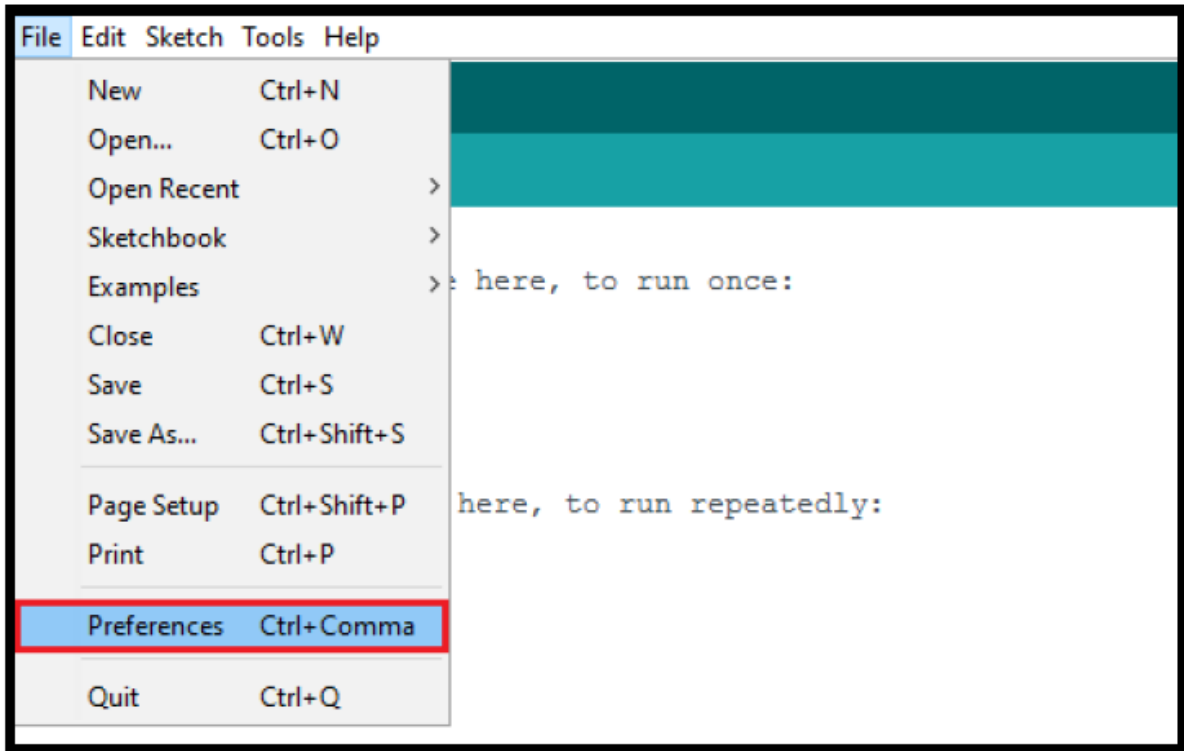 File Edit Sketch Tools Help
New Ctrl+N
Open... Ctrl+O
Open Recent >
Sketchbook >
Examples > here, to run once:
Close Ctrl+W
Save Ctrl+S
Save As... Ctrl+Shift+S
Page Setup Ctrl+Shift+P here, to run repeatedly:
Print Ctrl+P
Preferences Ctrl+Comma
Quit Ctrl+Q